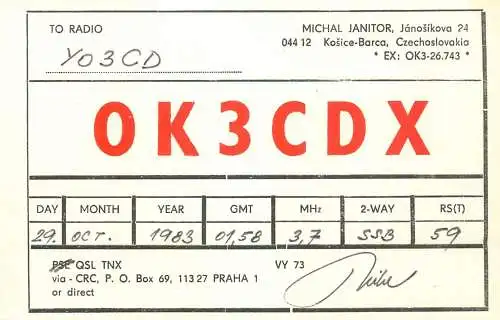 TO RADIO
YO3CD
MICHAL JANITOR, Jánošíkova 24
044 12 Košice-Barca, Czechoslovakia
* EX: OK3-26.743 *
OK3CDX
DAY MONTH YEAR GMT MHz 2-WAY RS(T)
29. OCT. 1983 01,58 3,7 SSB 59
PSE QSL TNX VY 73
via - CRC, P. O. Box 69, 113 27 PRAHA 1
or direct